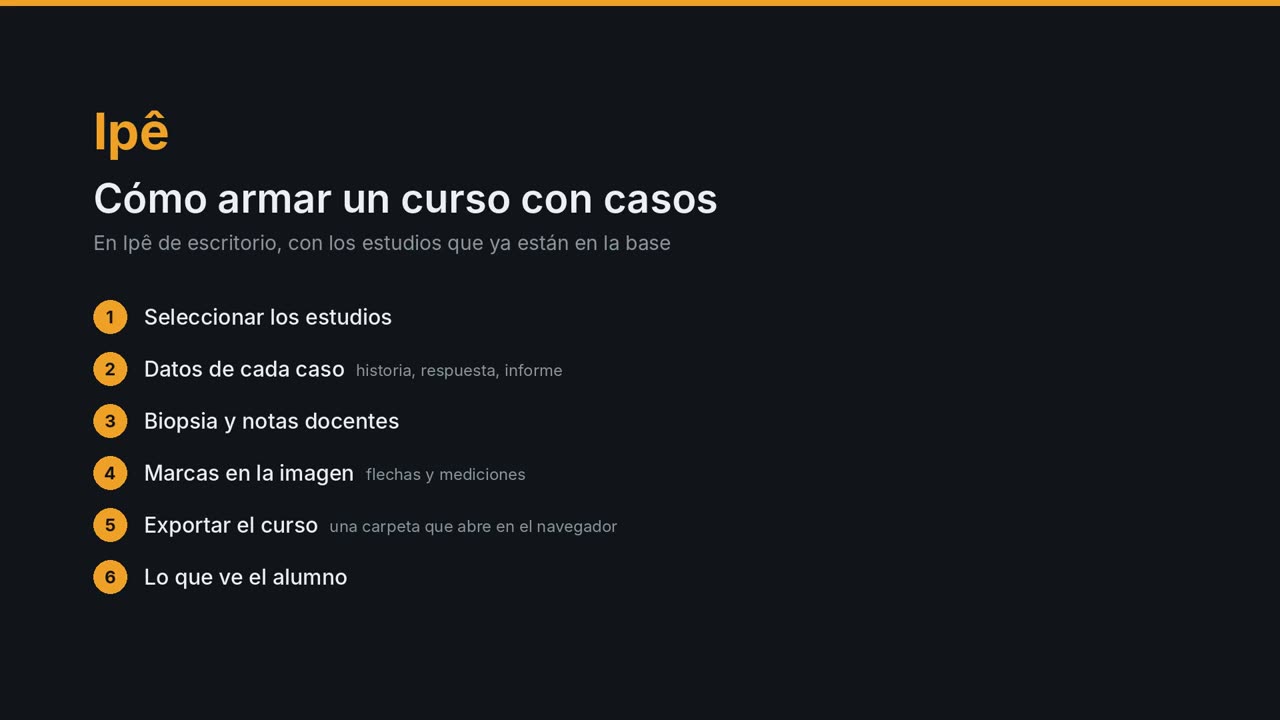 Ipê
Cómo armar un curso con casos
En Ipê de escritorio, con los estudios que ya están en la base
1 Seleccionar los estudios
2 Datos de cada caso historia, respuesta, informe
3 Biopsia y notas docentes
4 Marcas en la imagen flechas y mediciones
5 Exportar el curso una carpeta que abre en el navegador
6 Lo que ve el alumno